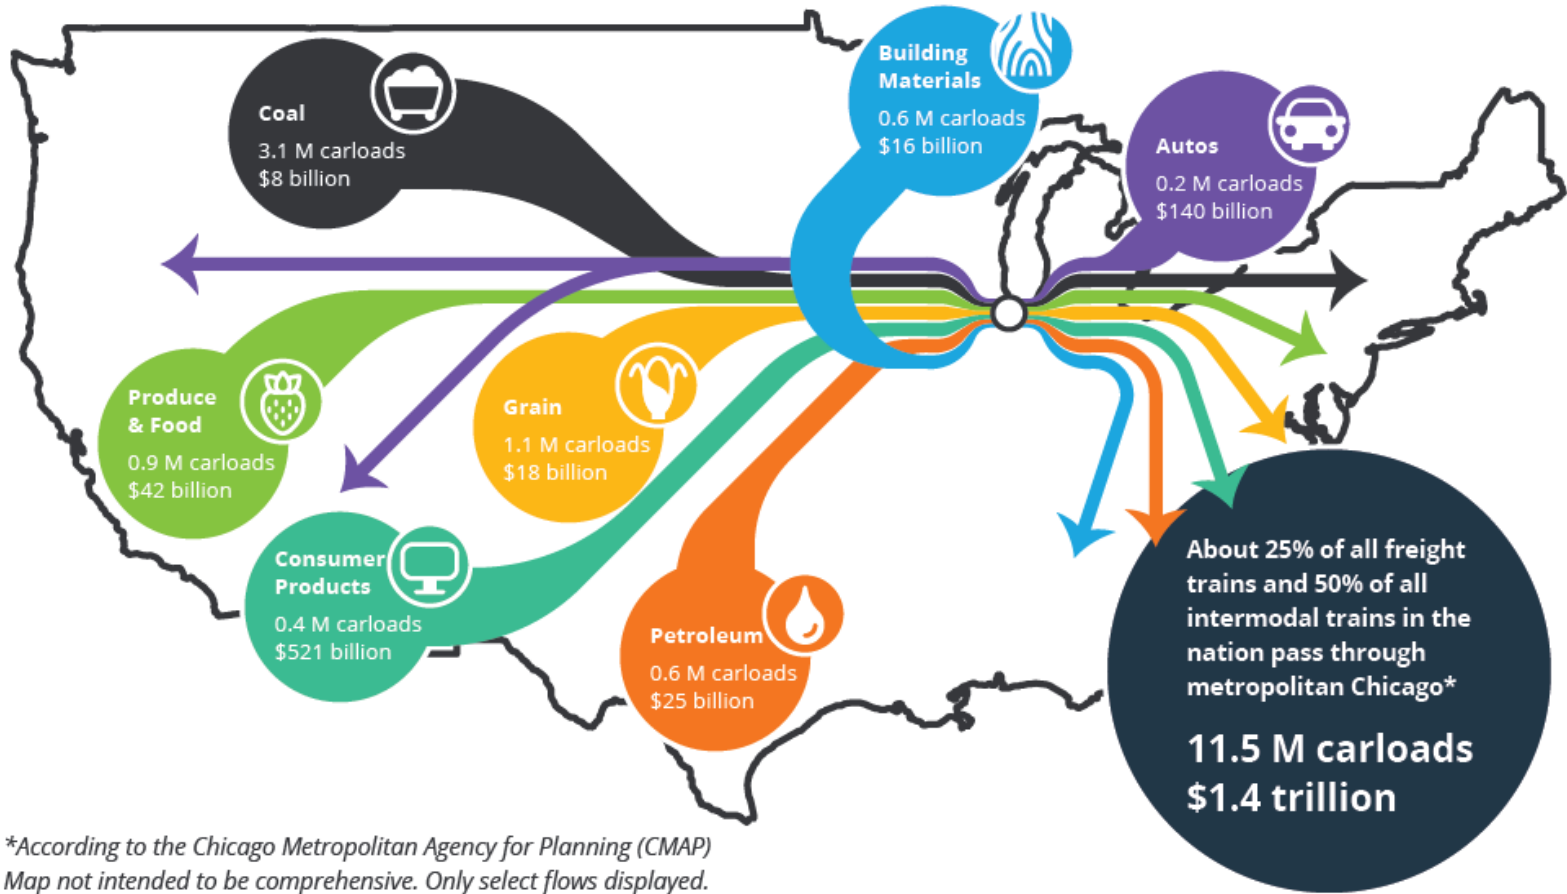 Coal
3.1 M carloads
$8 billion
Building
Materials
0.6 M carloads
$16 billion
Autos
0.2 M carloads
$140 billion
Produce
& Food
0.9 M carloads
$42 billion
Grain
1.1 M carloads
$18 billion
Consumer
Products
0.4 M carloads
$521 billion
Petroleum
0.6 M carloads
$25 billion
About 25% of all freight
trains and 50% of all
intermodal trains in the
nation pass through
metropolitan Chicago*
11.5 M carloads
$1.4 trillion
*According to the Chicago Metropolitan Agency for Planning (CMAP)
Map not intended to be comprehensive. Only select flows displayed.